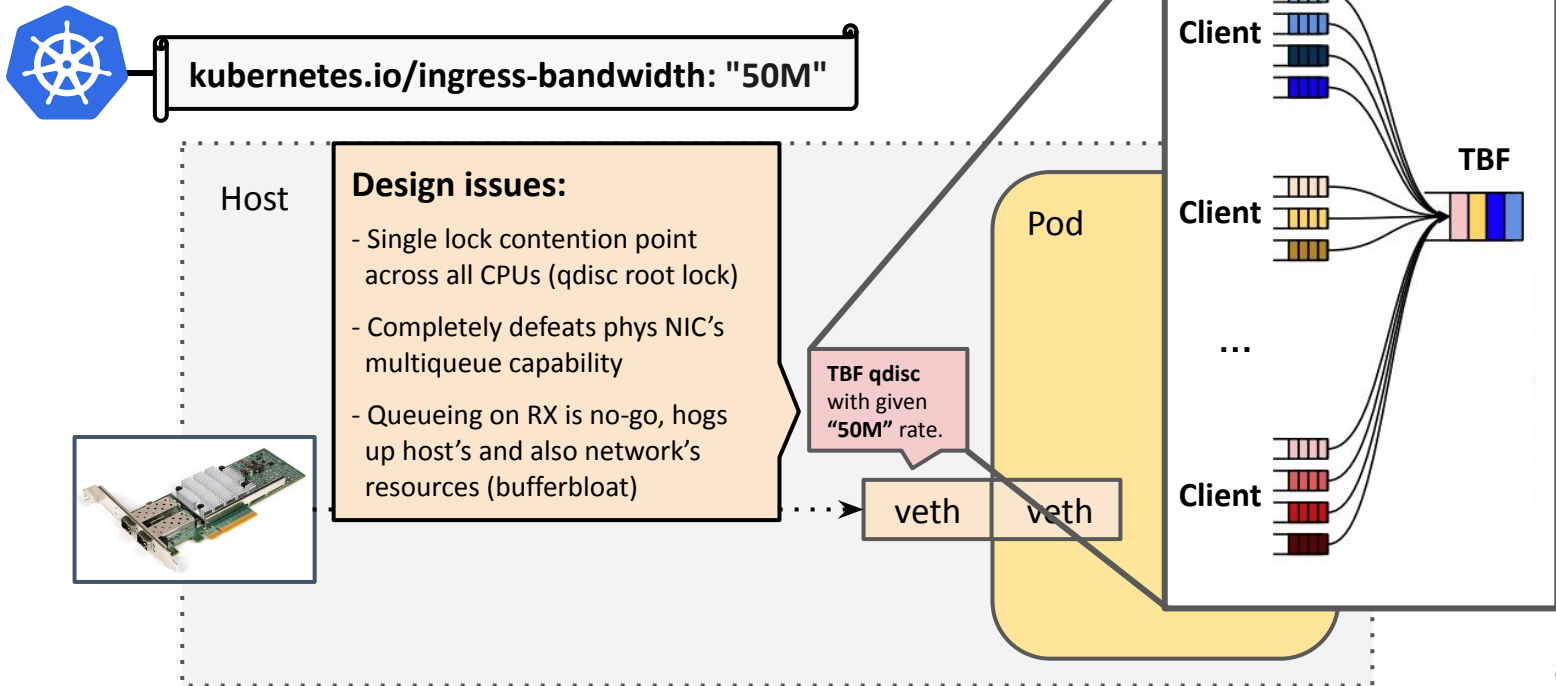 kubernetes.io/ingress-bandwidth: "50M"
Host
Design issues:
- Single lock contention point
across all CPUs (qdisc root lock)
- Completely defeats phys NIC's
multiqueue capability
- Queueing on RX is no-go, hogs
up host's and also network's
resources (bufferbloat)
TBF qdisc
with given
“50M” rate.
veth
veth
Pod
Client
Client
...
Client
TBF